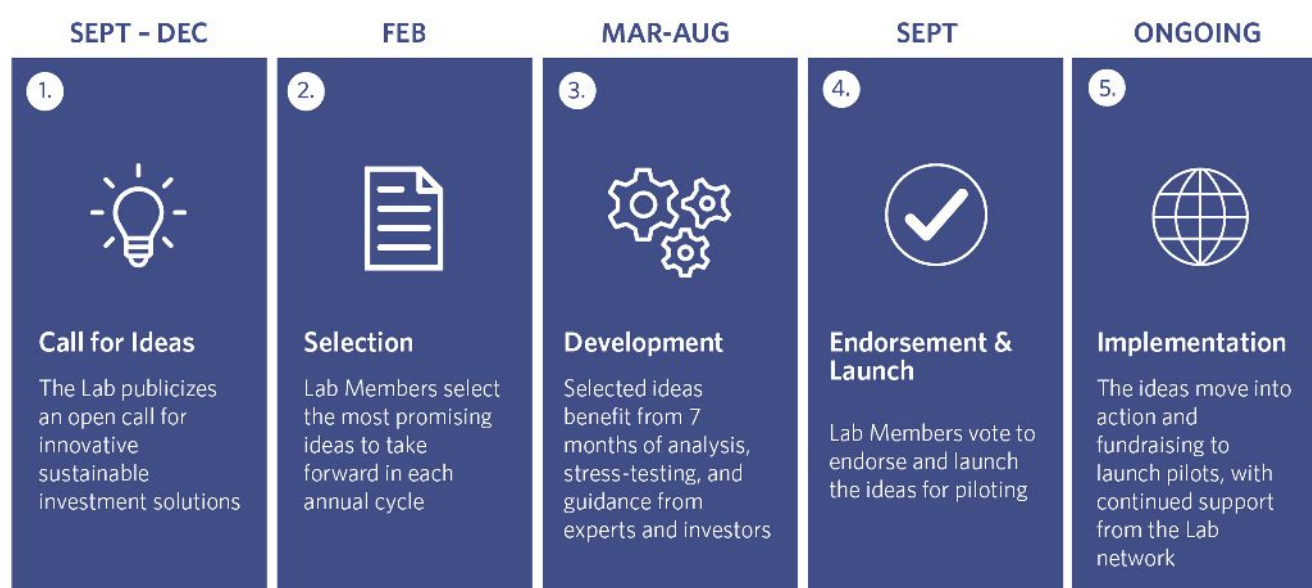 SEPT – DEC
1.
Call for Ideas
The Lab publicizes
an open call for
innovative
sustainable
investment solutions
FEB
2.
Selection
Lab Members select
the most promising
ideas to take
forward in each
annual cycle
MAR-AUG
3.
Development
Selected ideas
benefit from 7
months of analysis,
stress-testing, and
guidance from
experts and investors
SEPT
4.
Endorsement &
Launch
Lab Members vote to
endorse and launch
the ideas for piloting
ONGOING
5.
Implementation
The ideas move into
action and
fundraising to
launch pilots, with
continued support
from the Lab
network